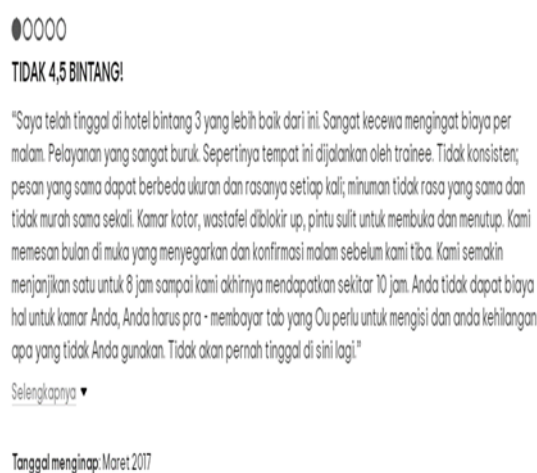 TIDAK 4,5 BINTANG!
"Saya telah tinggal di hotel bintang 3 yang lebih baik dari ini. Sangat kecewa mengingat biaya per
malam. Pelayanan yang sangat buruk. Sepertinya tempat ini dijalankan oleh trainee. Tidak konsisten;
pesan yang sama dapat berbeda ukuran dan rasanya setiap kali; minuman tidak rasa yang sama dan
tidak murah sama sekali. Kamar kotor, wastafel diblokir up, pintu sulit untuk membuka dan menutup. Kami
memesan bulan di muka yang menyegarkan dan konfirmasi malam sebelum kami tiba. Kami semakin
menjanjikan satu untuk 8 jam sampai kami akhirnya mendapatkan sekitar 10 jam. Anda tidak dapat biaya
hal untuk kamar Anda, Anda harus pra - membayar tab yang Ou perlu untuk mengisi dan anda kehilangan
apa yang tidak Anda gunakan. Tidak akan pernah tinggal di sini lagi."
Selengkapnya ▼
Tanggal menginap: Maret 2017